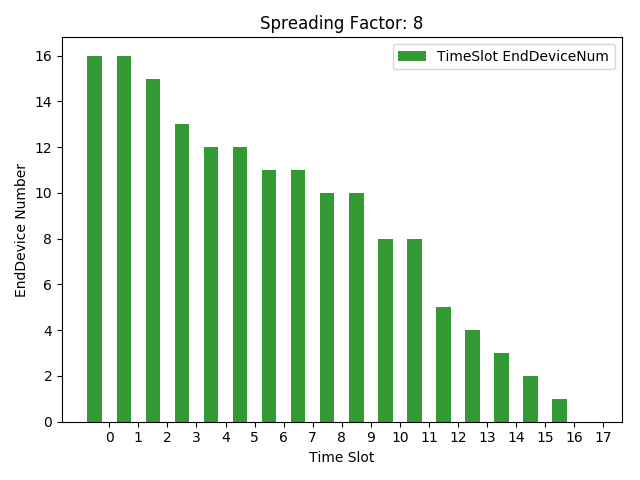 Spreading Factor: 8
TimeSlot EndDeviceNum
16
14
12
10
8
6
4
2
0
EndDevice Number
0 1 2 3 4 5 6 7 8 9 10 11 12 13 14 15 16 17
Time Slot